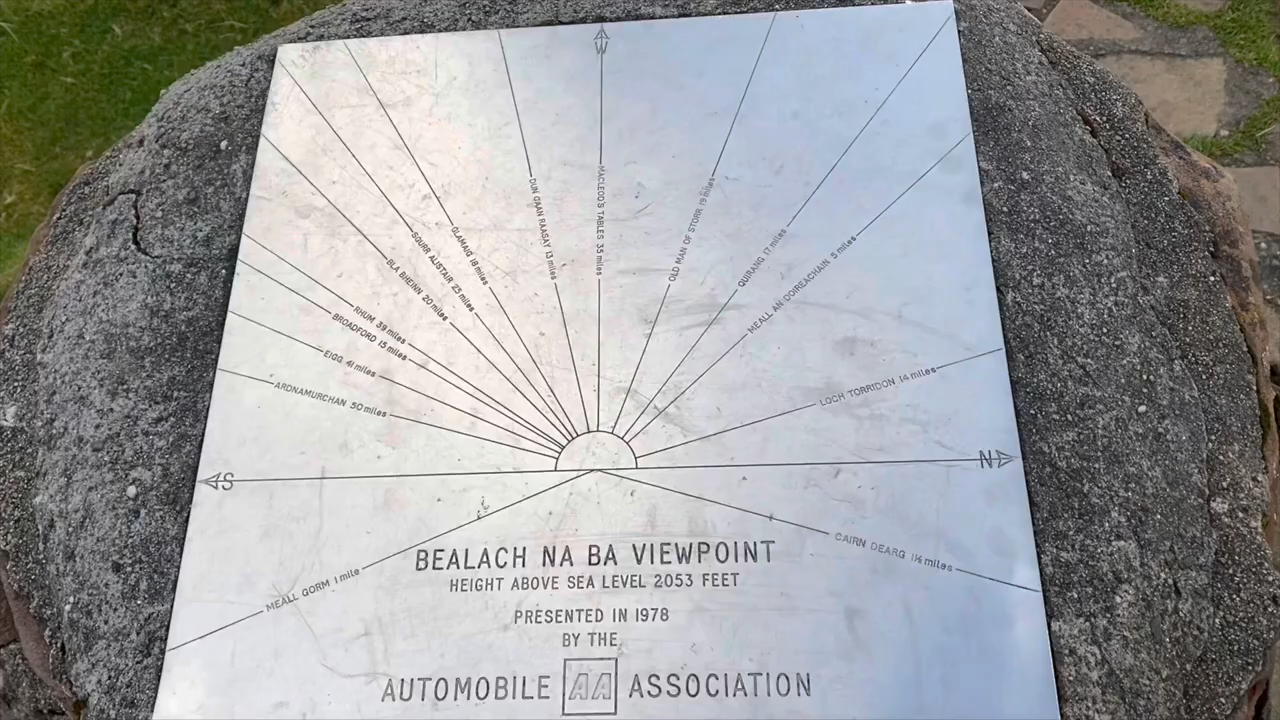 W
DUN CAAN RAASAY 13 miles
MACLEOD'S TABLES 35 miles
OLD MAN OF STORR 19 miles
GLAMAIG 18 miles
SGURR ALISTAIR 25 miles
BLA BHEINN 20 miles
QUIRANG 17 miles
MEALL AN DOIREACHAIN 5 miles
RHUM 39 miles
BROADFORD 15 miles
EIGG 41 miles
ARDNAMURCHAN 50 miles
LOCH TORRIDON 14 miles
S
N
MEALL GORM 1 mile
CAIRN DEARG 1½ miles
BEALACH NA BA VIEWPOINT
HEIGHT ABOVE SEA LEVEL 2053 FEET
PRESENTED IN 1978
BY THE
AUTOMOBILE AA ASSOCIATION